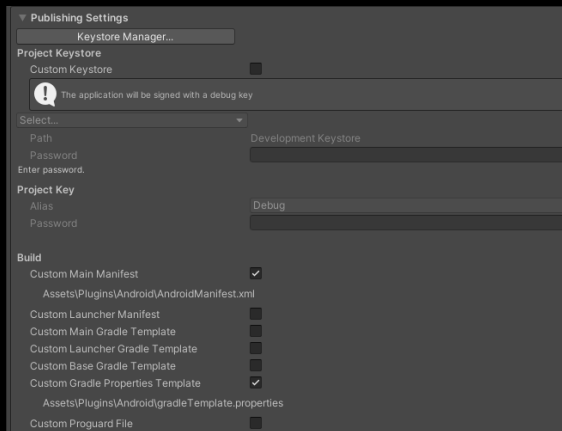 Publishing Settings
Keystore Manager...
Project Keystore
Custom Keystore
The application will be signed with a debug key
Select...
Path Development Keystore
Password
Enter password.
Project Key
Alias Debug
Password
Build
Custom Main Manifest
Assets\Plugins\Android\AndroidManifest.xml
Custom Launcher Manifest
Custom Main Gradle Template
Custom Launcher Gradle Template
Custom Base Gradle Template
Custom Gradle Properties Template
Assets\Plugins\Android\gradleTemplate.properties
Custom Proguard File